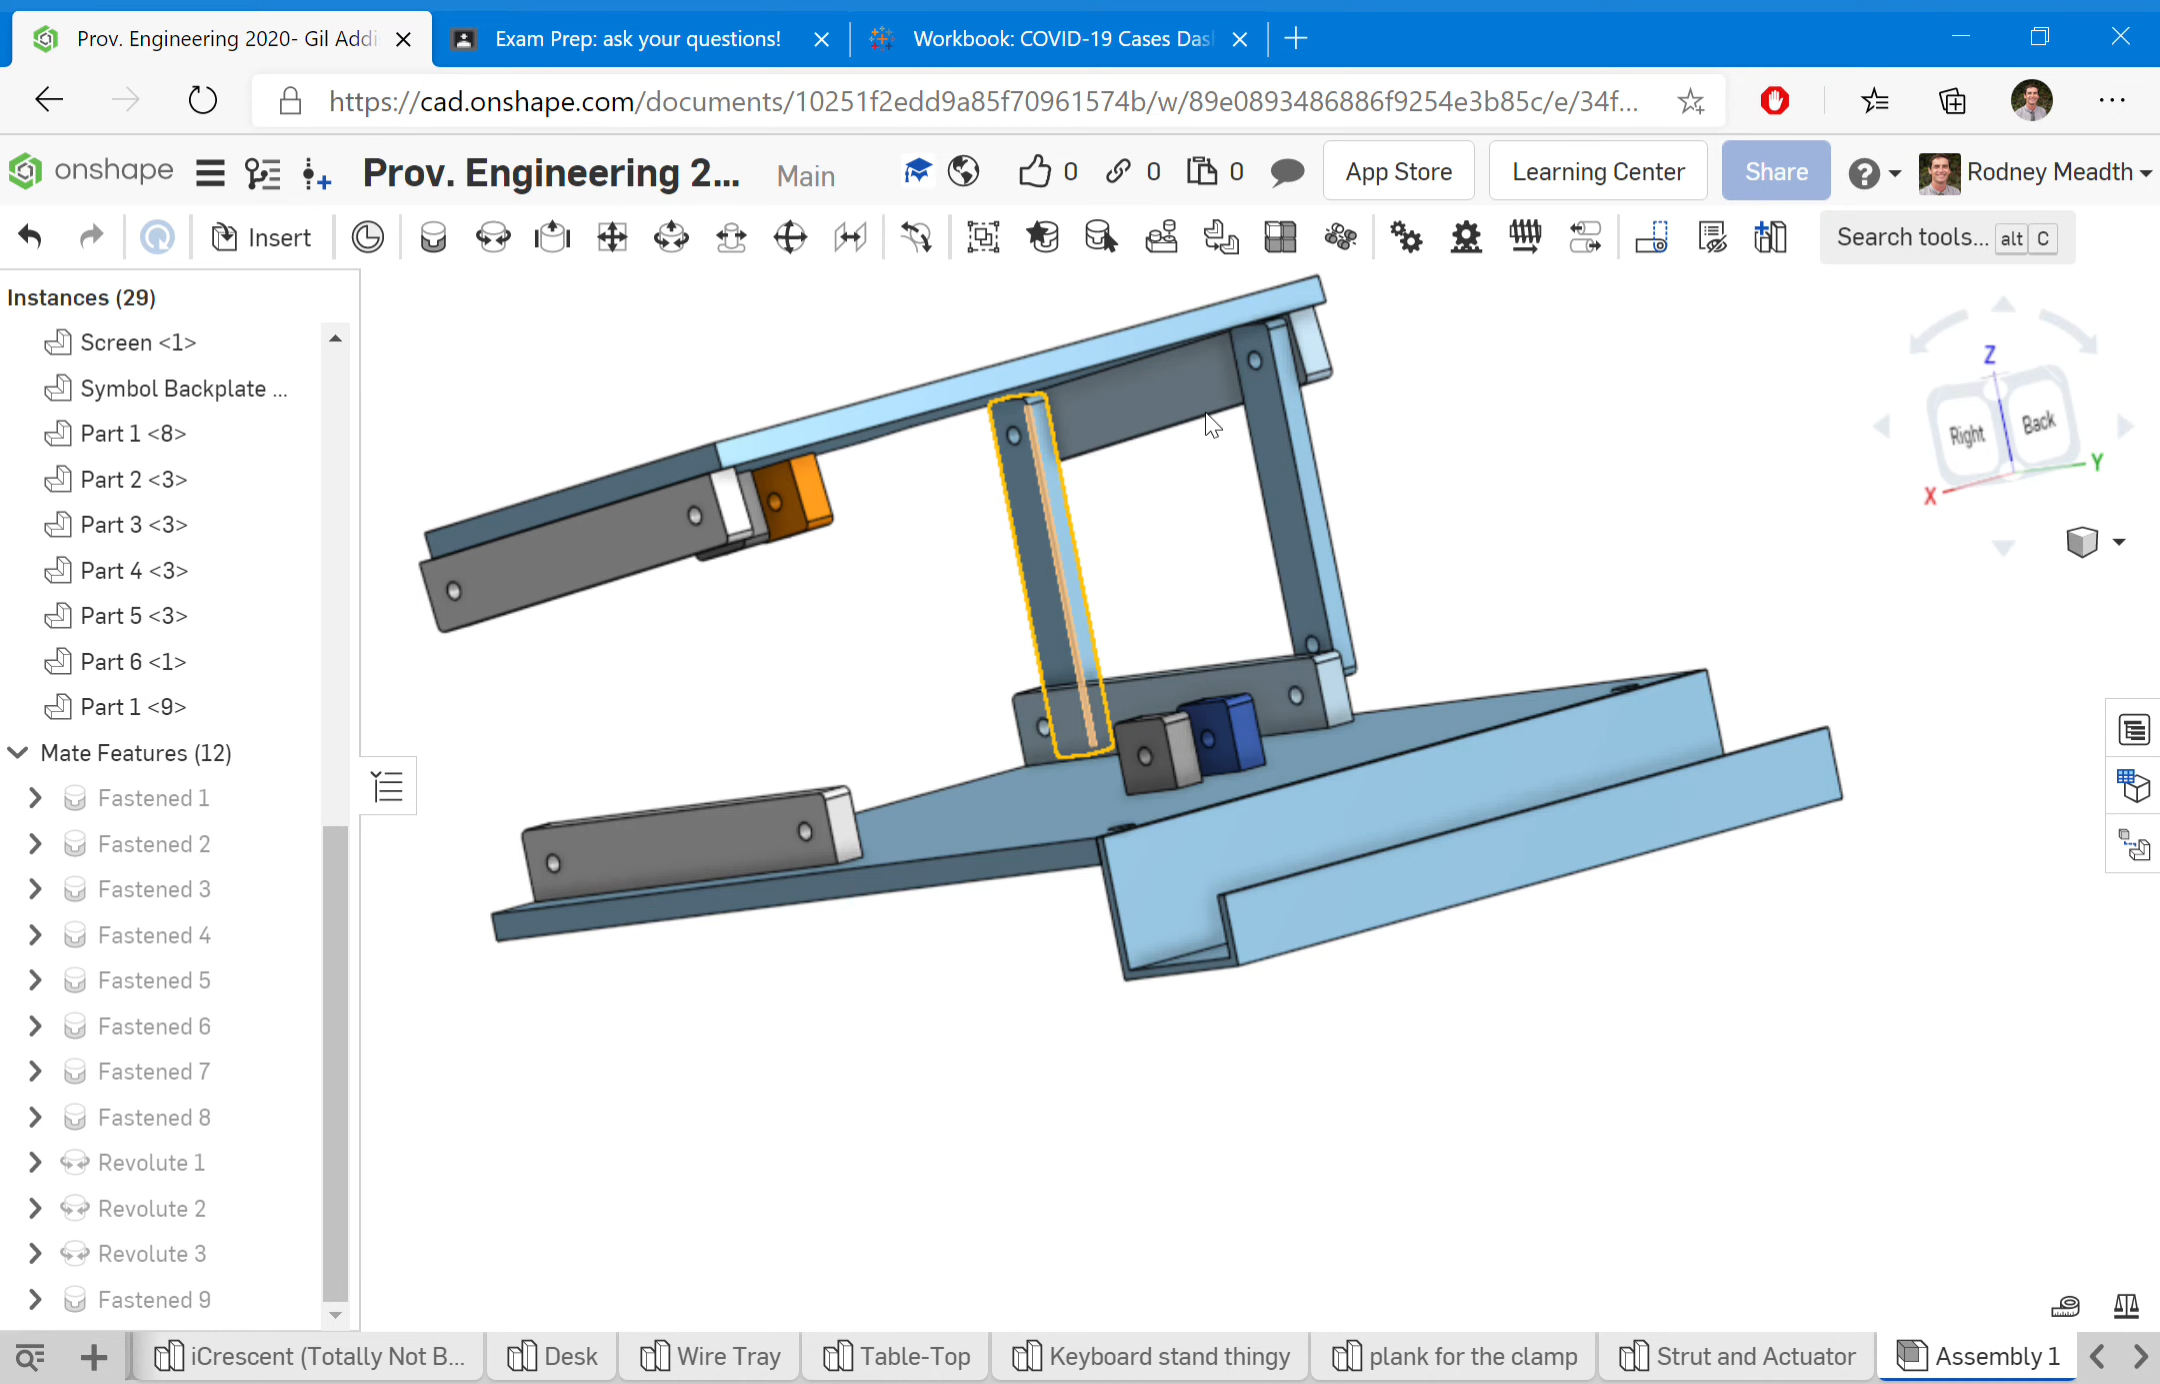 Prov. Engineering 2020- Gil Addi
Exam Prep: ask your questions!
Workbook: COVID-19 Cases Das
https://cad.onshape.com/documents/10251f2edd9a85f70961574b/w/89e0893486886f9254e3b85c/e/34f...
onshape
Prov. Engineering 2... Main
0
0
0
App Store
Learning Center
Share
Rodney Meadth
Insert
Search tools... alt C
Instances (29)
Screen <1>
Symbol Backplate ...
Part 1 <8>
Part 2 <3>
Part 3 <3>
Part 4 <3>
Part 5 <3>
Part 6 <1>
Part 1 <9>
Mate Features (12)
Fastened 1
Fastened 2
Fastened 3
Fastened 4
Fastened 5
Fastened 6
Fastened 7
Fastened 8
Revolute 1
Revolute 2
Revolute 3
Fastened 9
Z
Right
Back
Y
X
iCrescent (Totally Not B...
Desk
Wire Tray
Table-Top
Keyboard stand thingy
plank for the clamp
Strut and Actuator
Assembly 1